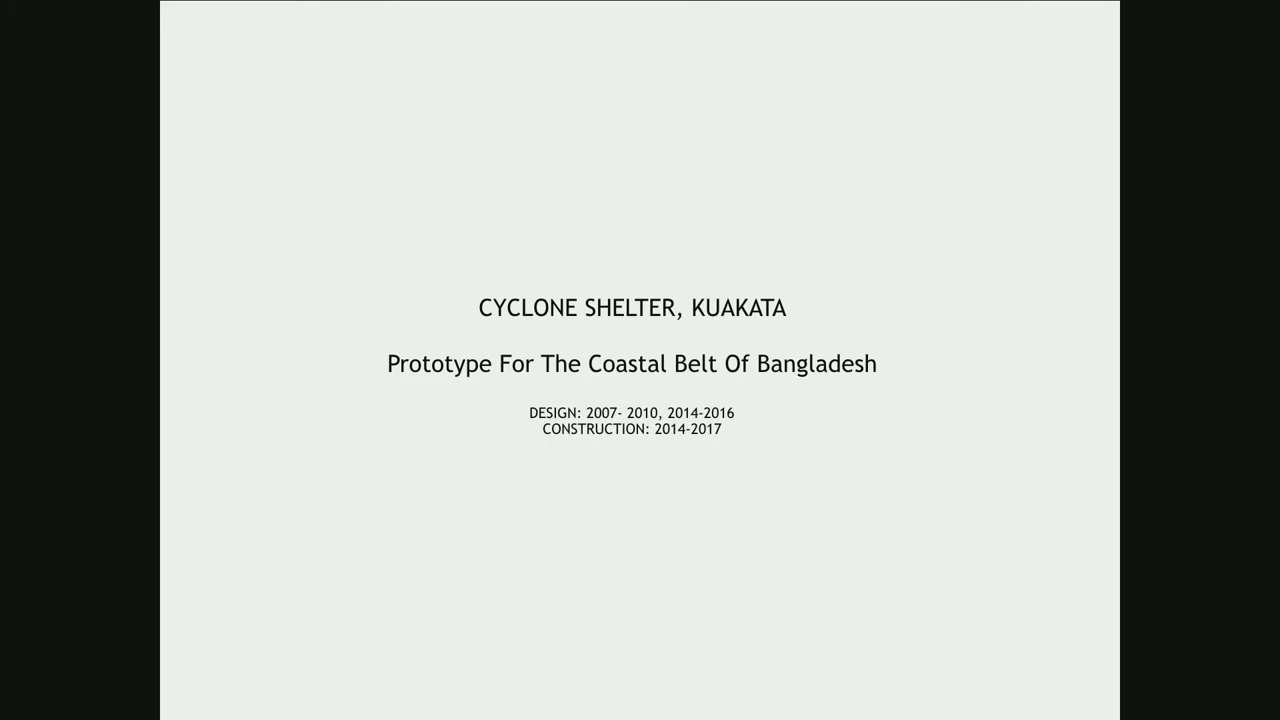 CYCLONE SHELTER, KUAKATA
Prototype For The Coastal Belt Of Bangladesh
DESIGN: 2007- 2010, 2014-2016
CONSTRUCTION: 2014-2017